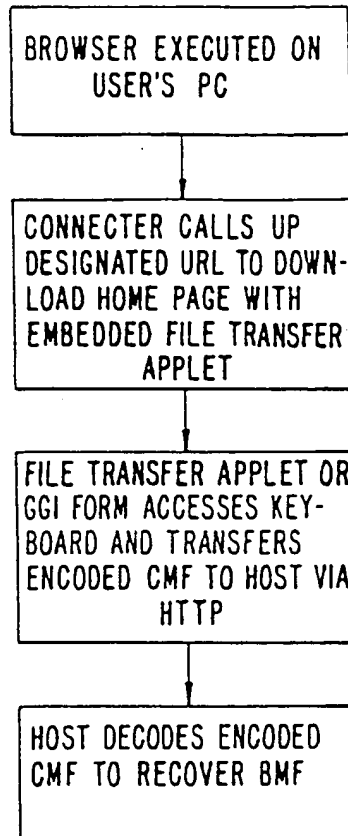 BROWSER EXECUTED ON
USER'S PC
CONNECTER CALLS UP
DESIGNATED URL TO DOWN-
LOAD HOME PAGE WITH
EMBEDDED FILE TRANSFER
APPLET
FILE TRANSFER APPLET OR
GGI FORM ACCESSES KEY-
BOARD AND TRANSFERS
ENCODED CMF TO HOST VIA
HTTP
HOST DECODES ENCODED
CMF TO RECOVER BMF